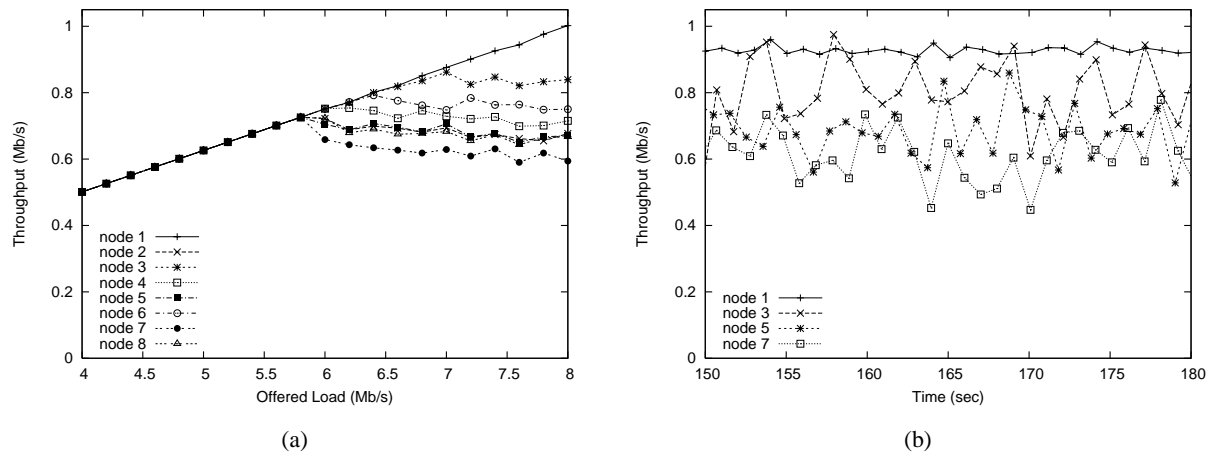 1
0.8
0.6
0.4
0.2
0
Throughput (Mb/s)
node 1
node 2
node 3
node 4
node 5
node 6
node 7
node 8
4 4.5 5 5.5 6 6.5 7 7.5 8
Offered Load (Mb/s)
(a)
1
0.8
0.6
0.4
0.2
0
Throughput (Mb/s)
node 1
node 3
node 5
node 7
150 155 160 165 170 175 180
Time (sec)
(b)